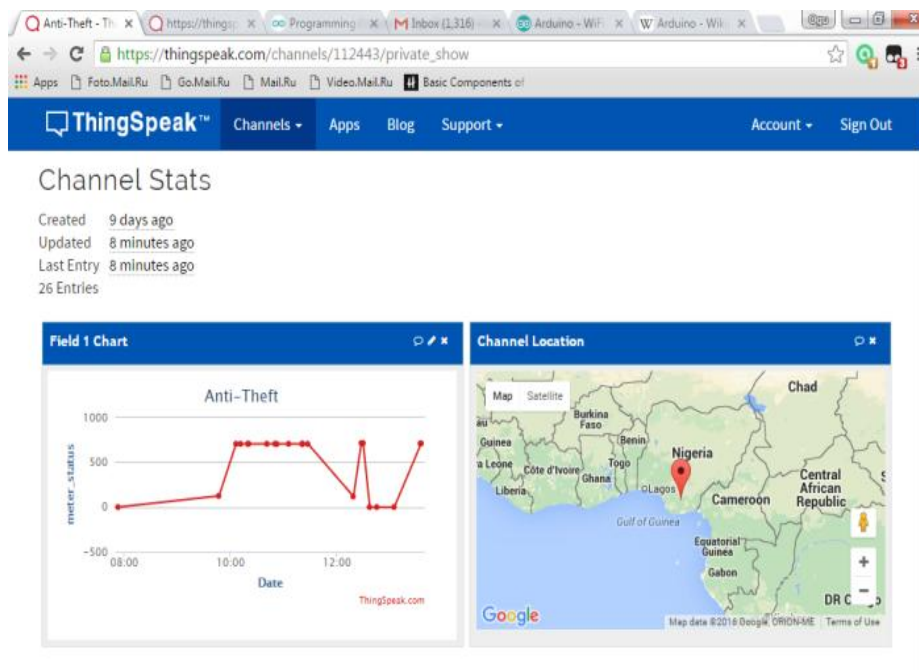 Anti-Theft - Th
https://things
Programming
Inbox (1,316)
Arduino - WiF
Arduino - Wik
https://thingspeak.com/channels/112443/private_show
Apps Foto.Mail.Ru Go.Mail.Ru Mail.Ru Video.Mail.Ru Basic Components of
ThingSpeak™ Channels Apps Blog Support Account Sign Out
Channel Stats
Created 9 days ago
Updated 8 minutes ago
Last Entry 8 minutes ago
26 Entries
Field 1 Chart
Anti-Theft
meter_status
1000
500
0
-500
08:00 10:00 12:00
Date
ThingSpeak.com
Channel Location
Map Satellite
Chad
Burkina
Faso
Guinea
Benin
Nigeria
a Leone
Côte d'Ivoire
Togo
Ghana
Liberia
Lagos
Central
African
Republic
Cameroon
Gulf of Guinea
Equatorial
Guinea
Gabon
DR C
Google
Map data ©2016 Google, ORION-ME Terms of Use